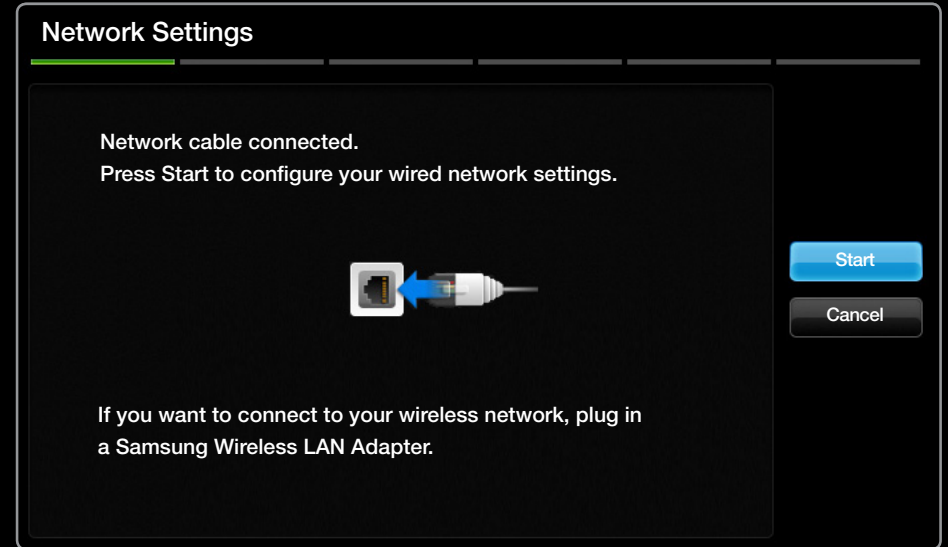 Network Settings
Network cable connected.
Press Start to configure your wired network settings.
Start
Cancel
If you want to connect to your wireless network, plug in
a Samsung Wireless LAN Adapter.